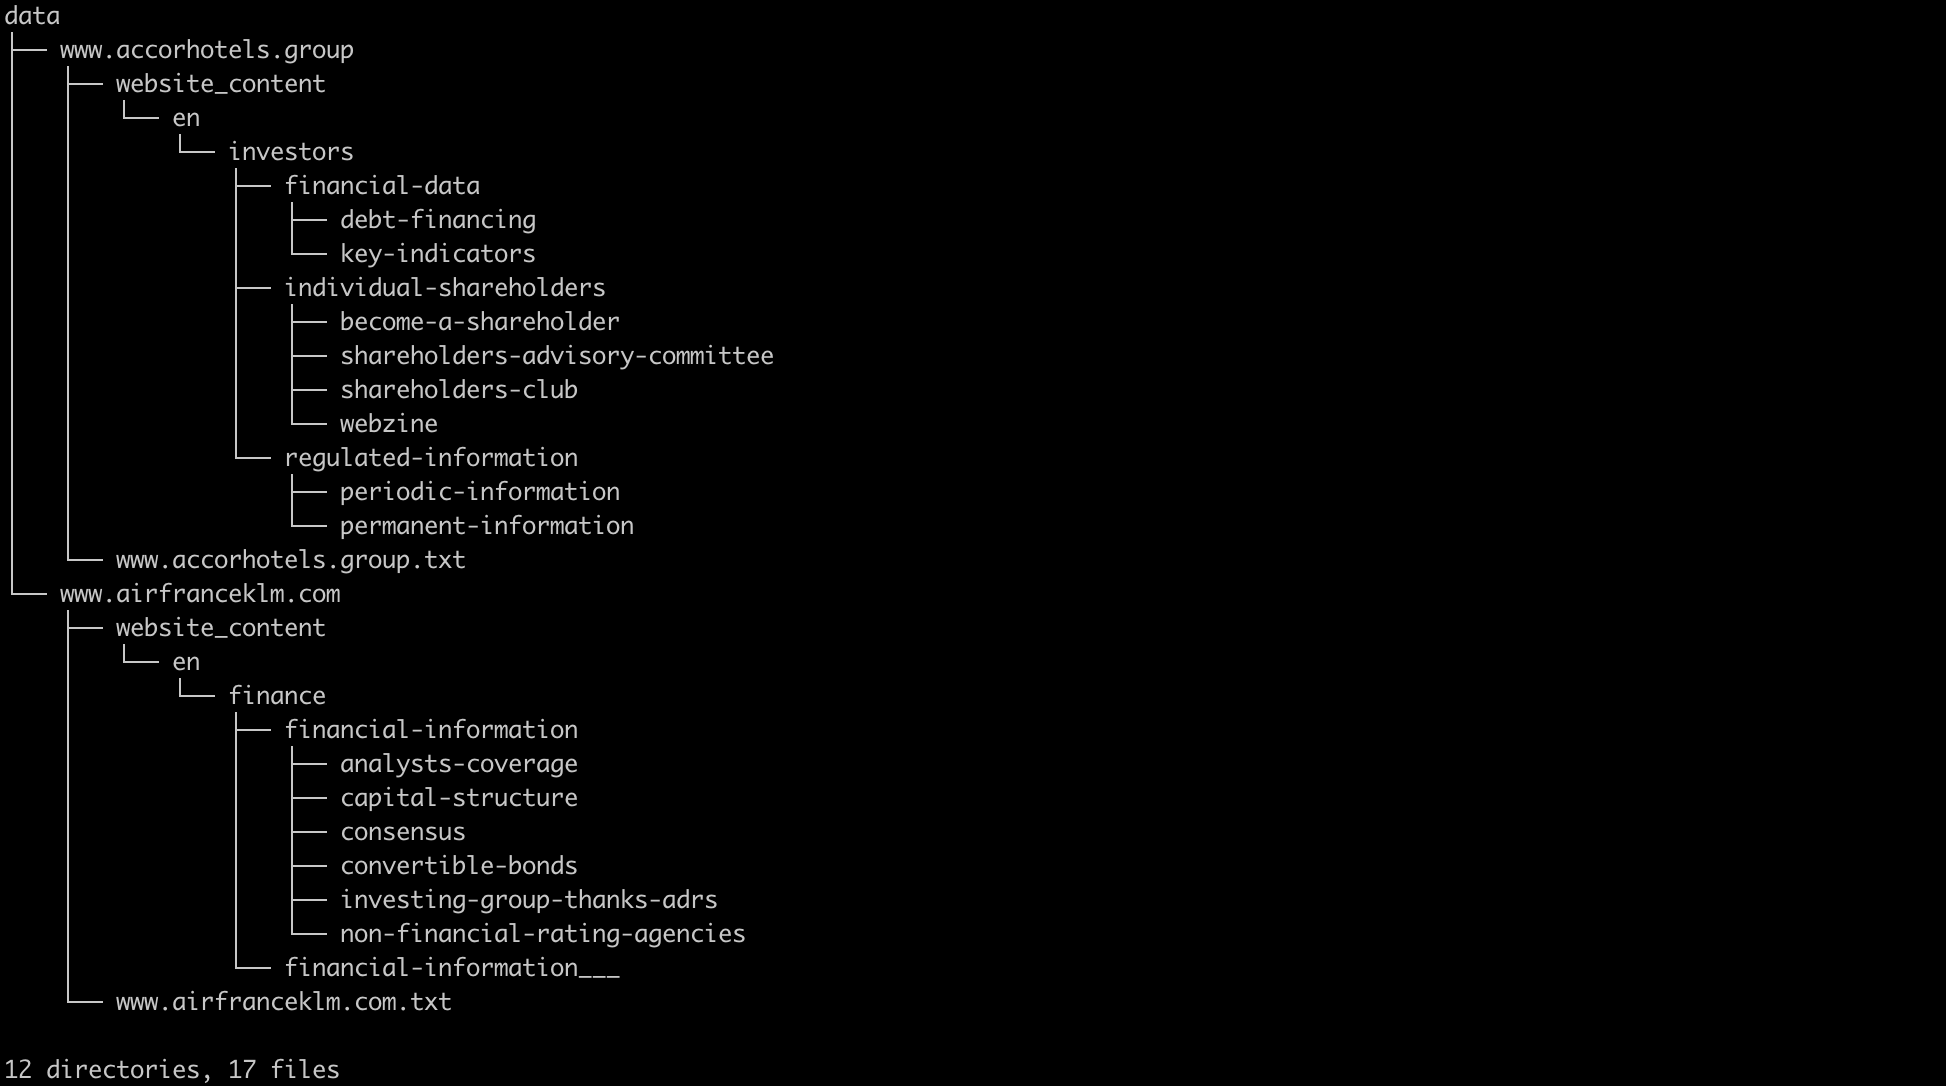 data
├── www.accorhotels.group
│   ├── website_content
│   │   └── en
│   │       └── investors
│   │           ├── financial-data
│   │           │   ├── debt-financing
│   │           │   └── key-indicators
│   │           ├── individual-shareholders
│   │           │   ├── become-a-shareholder
│   │           │   ├── shareholders-advisory-committee
│   │           │   ├── shareholders-club
│   │           │   └── webzine
│   │           └── regulated-information
│   │               ├── periodic-information
│   │               └── permanent-information
│   └── www.accorhotels.group.txt
└── www.airfranceklm.com
    ├── website_content
    │   └── en
    │       └── finance
    │           ├── financial-information
    │           │   ├── analysts-coverage
    │           │   ├── capital-structure
    │           │   ├── consensus
    │           │   ├── convertible-bonds
    │           │   ├── investing-group-thanks-adrs
    │           │   └── non-financial-rating-agencies
    │           └── financial-information___
    └── www.airfranceklm.com.txt

12 directories, 17 files